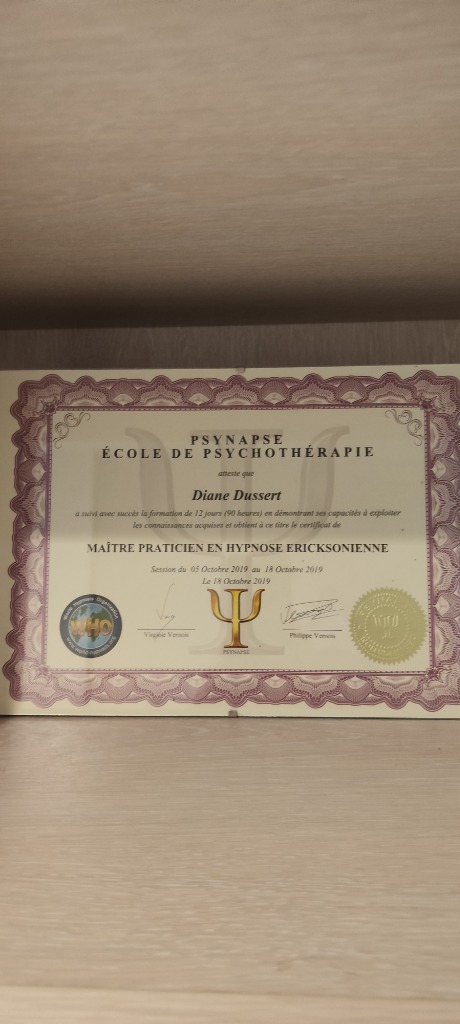 PSYNAPSE
ÉCOLE DE PSYCHOTHÉRAPIE
atteste que
Diane Dussert
a suivi avec succès la formation de 12 jours (90 heures) en démontrant ses capacités à exploiter
les connaissances acquises et obtient à ce titre le certificat de
MAÎTRE PRATICIEN EN HYPNOSE ERICKSONIENNE
Session du 05 Octobre 2019 au 18 Octobre 2019
Le 18 Octobre 2019
WHO
Virginie Vernois
Philippe Vernois
PSYNAPSE